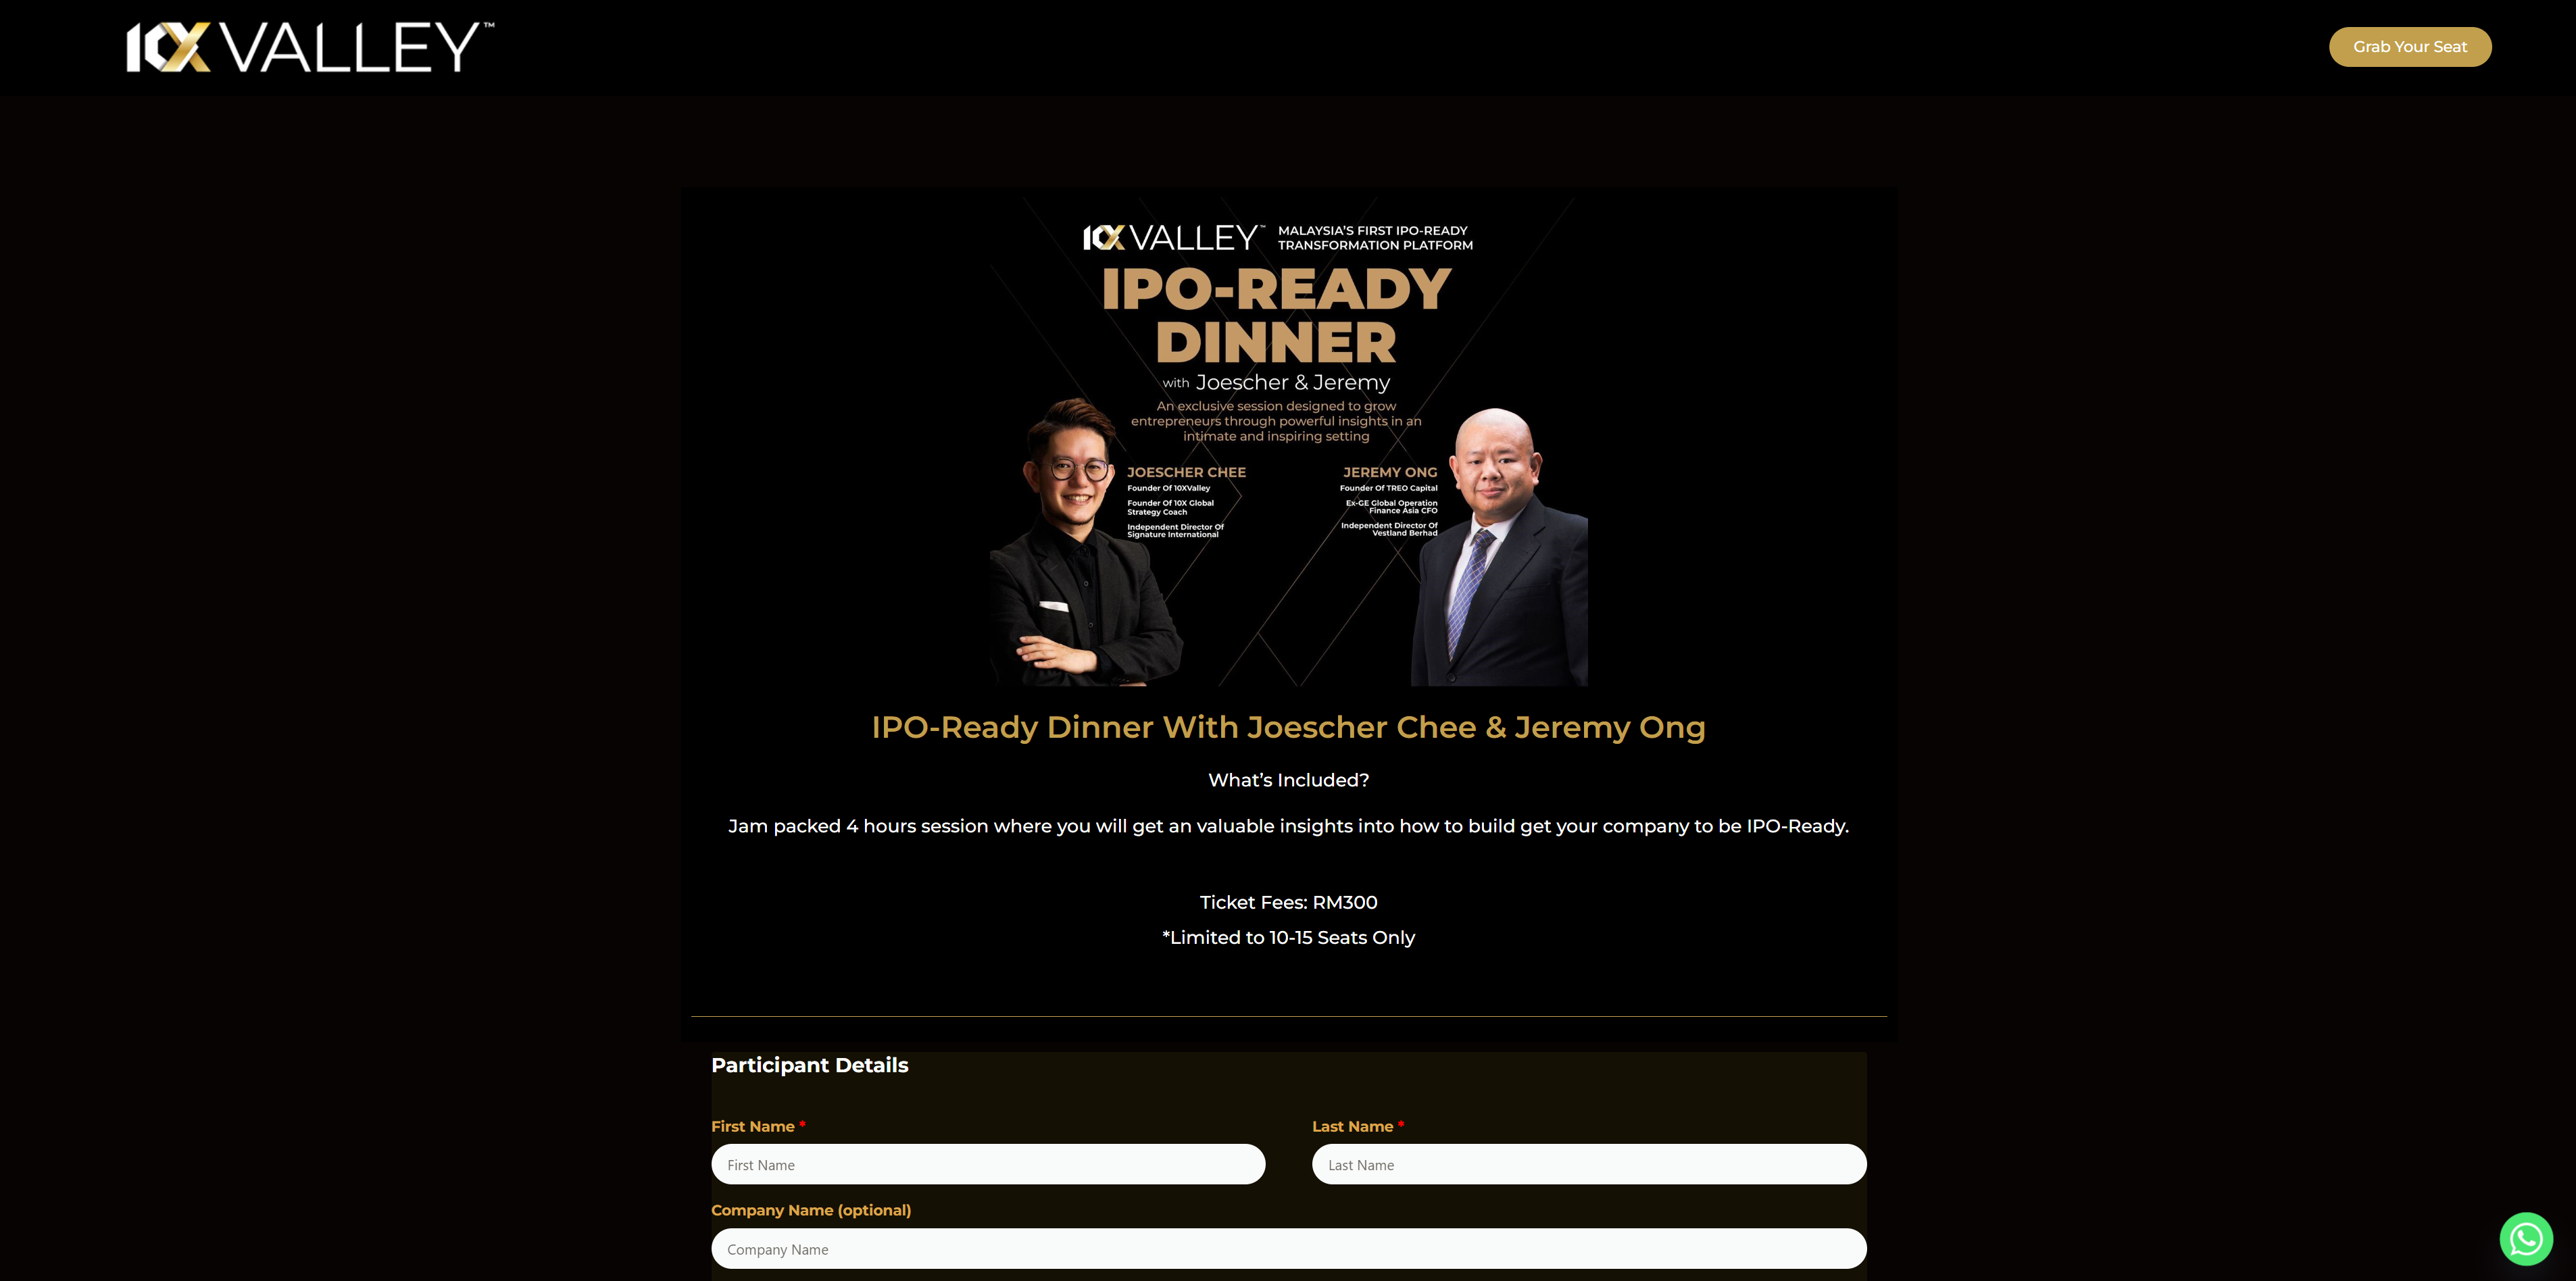 10XVALLEY™
Grab Your Seat
10XVALLEY™
MALAYSIA'S FIRST IPO-READY
TRANSFORMATION PLATFORM
IPO-READY
DINNER
with Joescher & Jeremy
An exclusive session designed to grow
entrepreneurs through powerful insights in an
intimate and inspiring setting
JOESCHER CHEE
Founder Of 10XValley
Founder Of 10X Global
Strategy Coach
Independent Director Of
Signature International
JEREMY ONG
Founder Of TREO Capital
Ex-GE Global Operation
Finance Asia CFO
Independent Director Of
Vestland Berhad
IPO-Ready Dinner With Joescher Chee & Jeremy Ong
What's Included?
Jam packed 4 hours session where you will get an valuable insights into how to build get your company to be IPO-Ready.
Ticket Fees: RM300
*Limited to 10-15 Seats Only
Participant Details
First Name *
Last Name *
First Name
Last Name
Company Name (optional)
Company Name